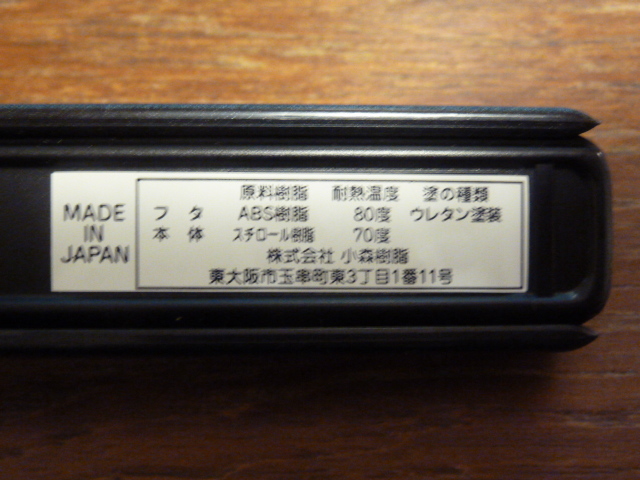 MADE
IN
JAPAN
原料樹脂 耐熱温度 塗の種類
フタ ABS樹脂 80度 ウレタン塗装
本体 スチロール樹脂 70度
株式会社 小森樹脂
東大阪市玉串町東3丁目1番11号